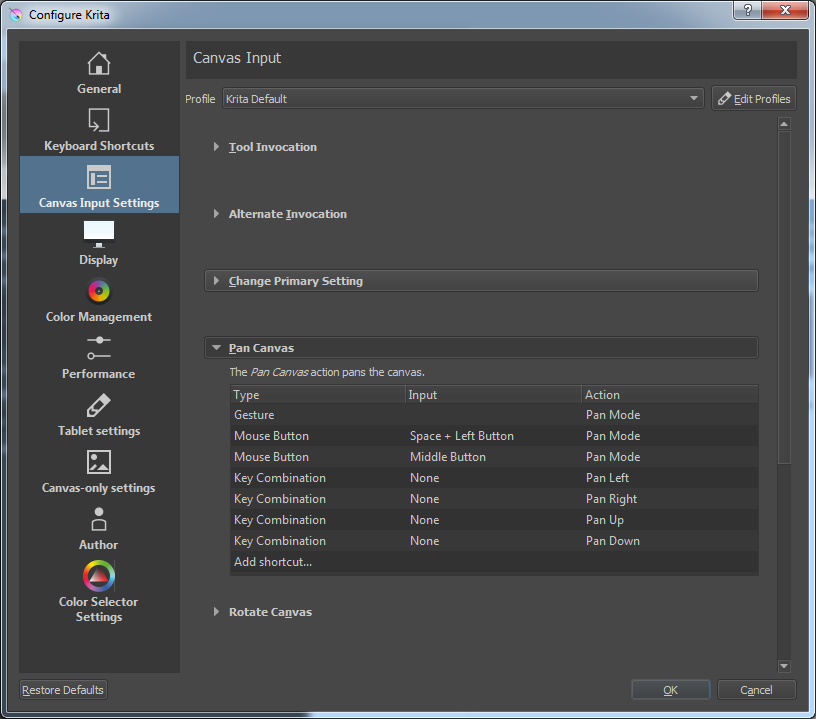 Configure Krita
?
General
Keyboard Shortcuts
Canvas Input Settings
Display
Color Management
Performance
Tablet settings
Canvas-only settings
Author
Color Selector
Settings
Canvas Input
Profile Krita Default Edit Profiles
Tool Invocation
Alternate Invocation
Change Primary Setting
Pan Canvas
The Pan Canvas action pans the canvas.
Type Input Action
Gesture Pan Mode
Mouse Button Space + Left Button Pan Mode
Mouse Button Middle Button Pan Mode
Key Combination None Pan Left
Key Combination None Pan Right
Key Combination None Pan Up
Key Combination None Pan Down
Add shortcut...
Rotate Canvas
Restore Defaults OK Cancel